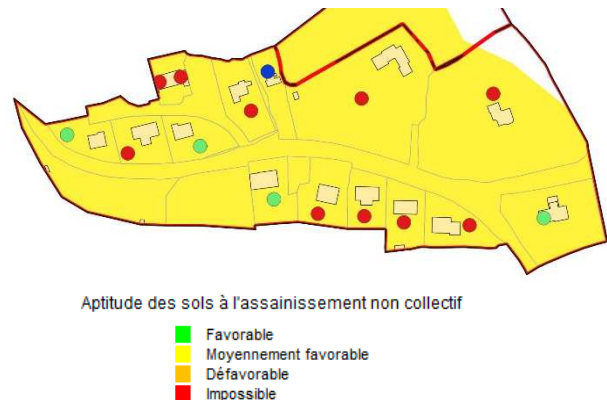 Aptitude des sols à l'assainissement non collectif
Favorable
Moyennement favorable
Défavorable
Impossible